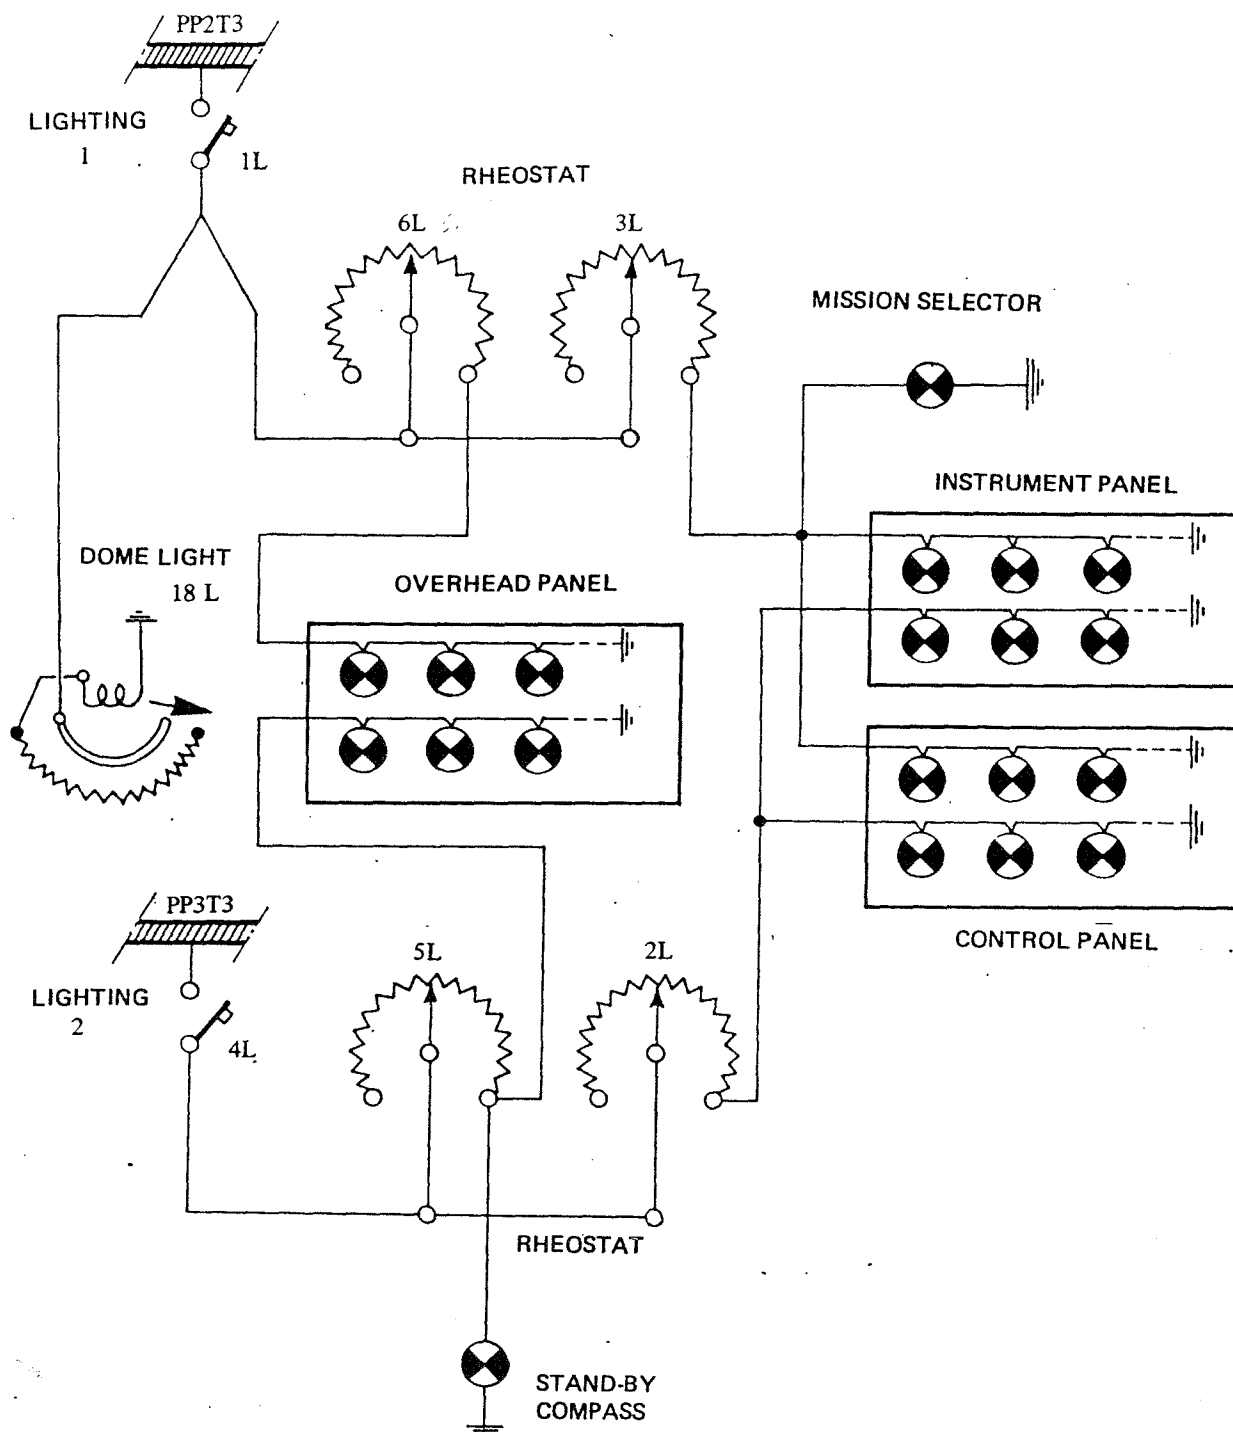 PP2T3
LIGHTING
1
1L
RHEOSTAT
6L
3L
MISSION SELECTOR
INSTRUMENT PANEL
DOME LIGHT
18 L
OVERHEAD PANEL
CONTROL PANEL
PP3T3
LIGHTING
2
4L
5L
2L
RHEOSTAT
STAND-BY
COMPASS